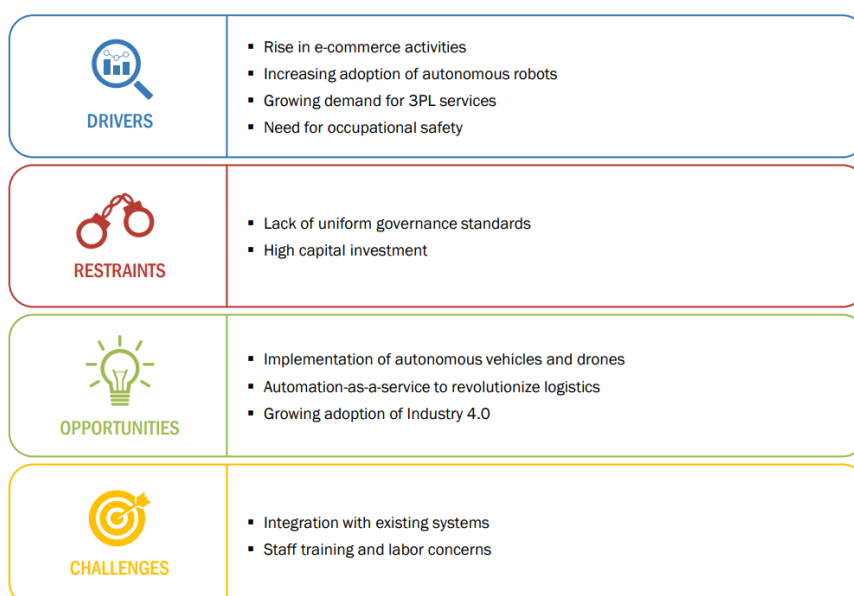 DRIVERS
▪ Rise in e-commerce activities
▪ Increasing adoption of autonomous robots
▪ Growing demand for 3PL services
▪ Need for occupational safety
RESTRAINTS
▪ Lack of uniform governance standards
▪ High capital investment
OPPORTUNITIES
▪ Implementation of autonomous vehicles and drones
▪ Automation-as-a-service to revolutionize logistics
▪ Growing adoption of Industry 4.0
CHALLENGES
▪ Integration with existing systems
▪ Staff training and labor concerns